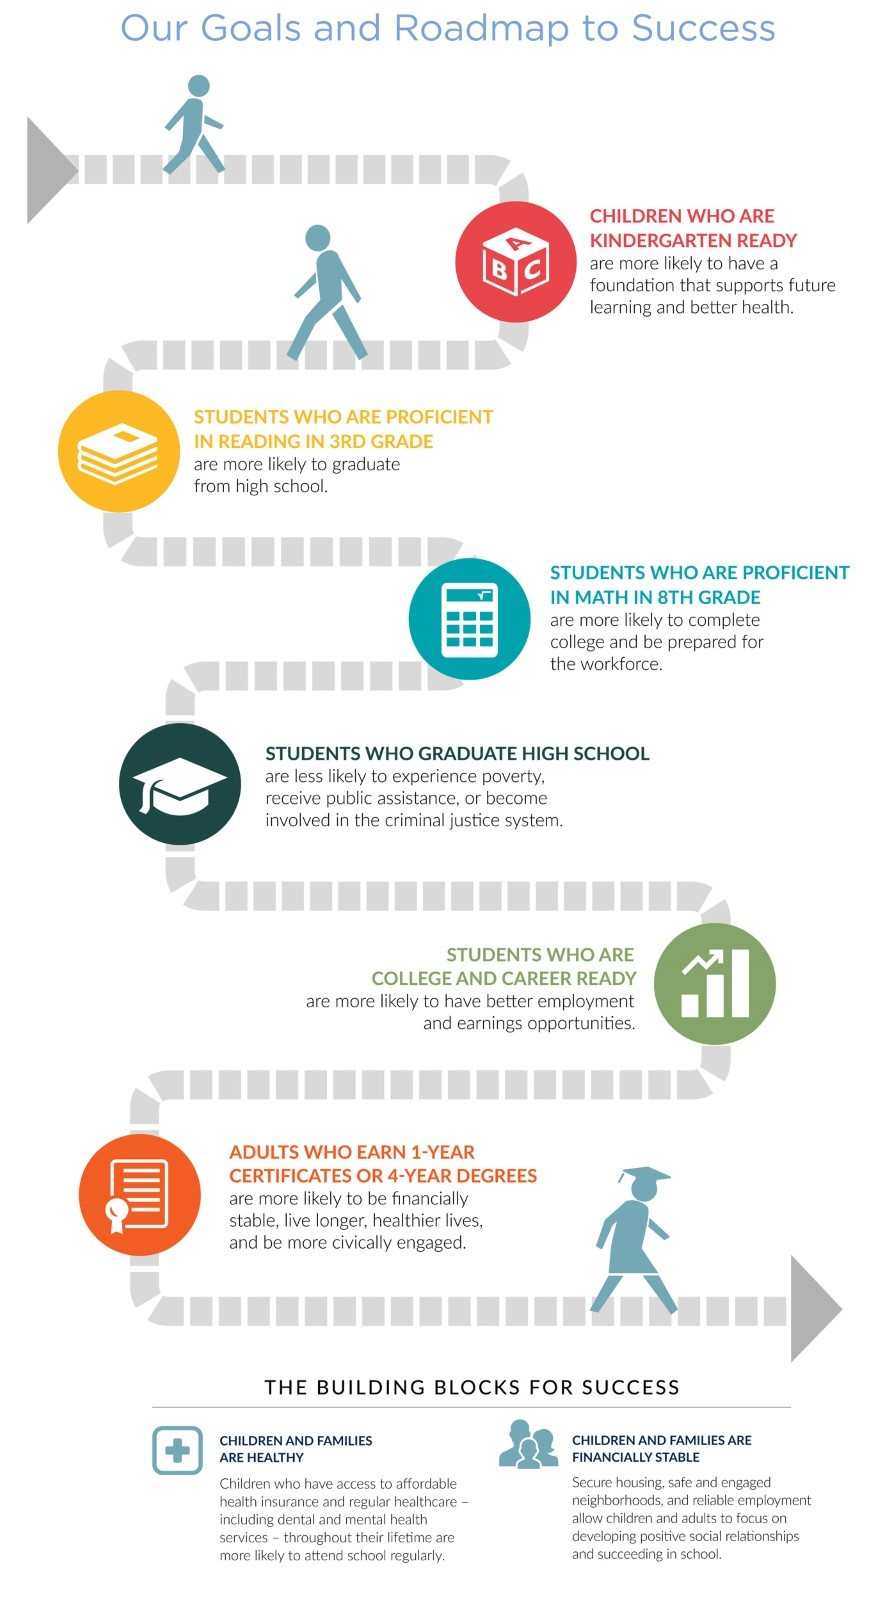 Our Goals and Roadmap to Success
A
B C
CHILDREN WHO ARE
KINDERGARTEN READY
are more likely to have a
foundation that supports future
learning and better health.
STUDENTS WHO ARE PROFICIENT
IN READING IN 3RD GRADE
are more likely to graduate
from high school.
√
STUDENTS WHO ARE PROFICIENT
IN MATH IN 8TH GRADE
are more likely to complete
college and be prepared for
the workforce.
STUDENTS WHO GRADUATE HIGH SCHOOL
are less likely to experience poverty,
receive public assistance, or become
involved in the criminal justice system.
STUDENTS WHO ARE
COLLEGE AND CAREER READY
are more likely to have better employment
and earnings opportunities.
ADULTS WHO EARN 1-YEAR
CERTIFICATES OR 4-YEAR DEGREES
are more likely to be financially
stable, live longer, healthier lives,
and be more civically engaged.
THE BUILDING BLOCKS FOR SUCCESS
CHILDREN AND FAMILIES
ARE HEALTHY
Children who have access to affordable
health insurance and regular healthcare –
including dental and mental health
services – throughout their lifetime are
more likely to attend school regularly.
CHILDREN AND FAMILIES ARE
FINANCIALLY STABLE
Secure housing, safe and engaged
neighborhoods, and reliable employment
allow children and adults to focus on
developing positive social relationships
and succeeding in school.